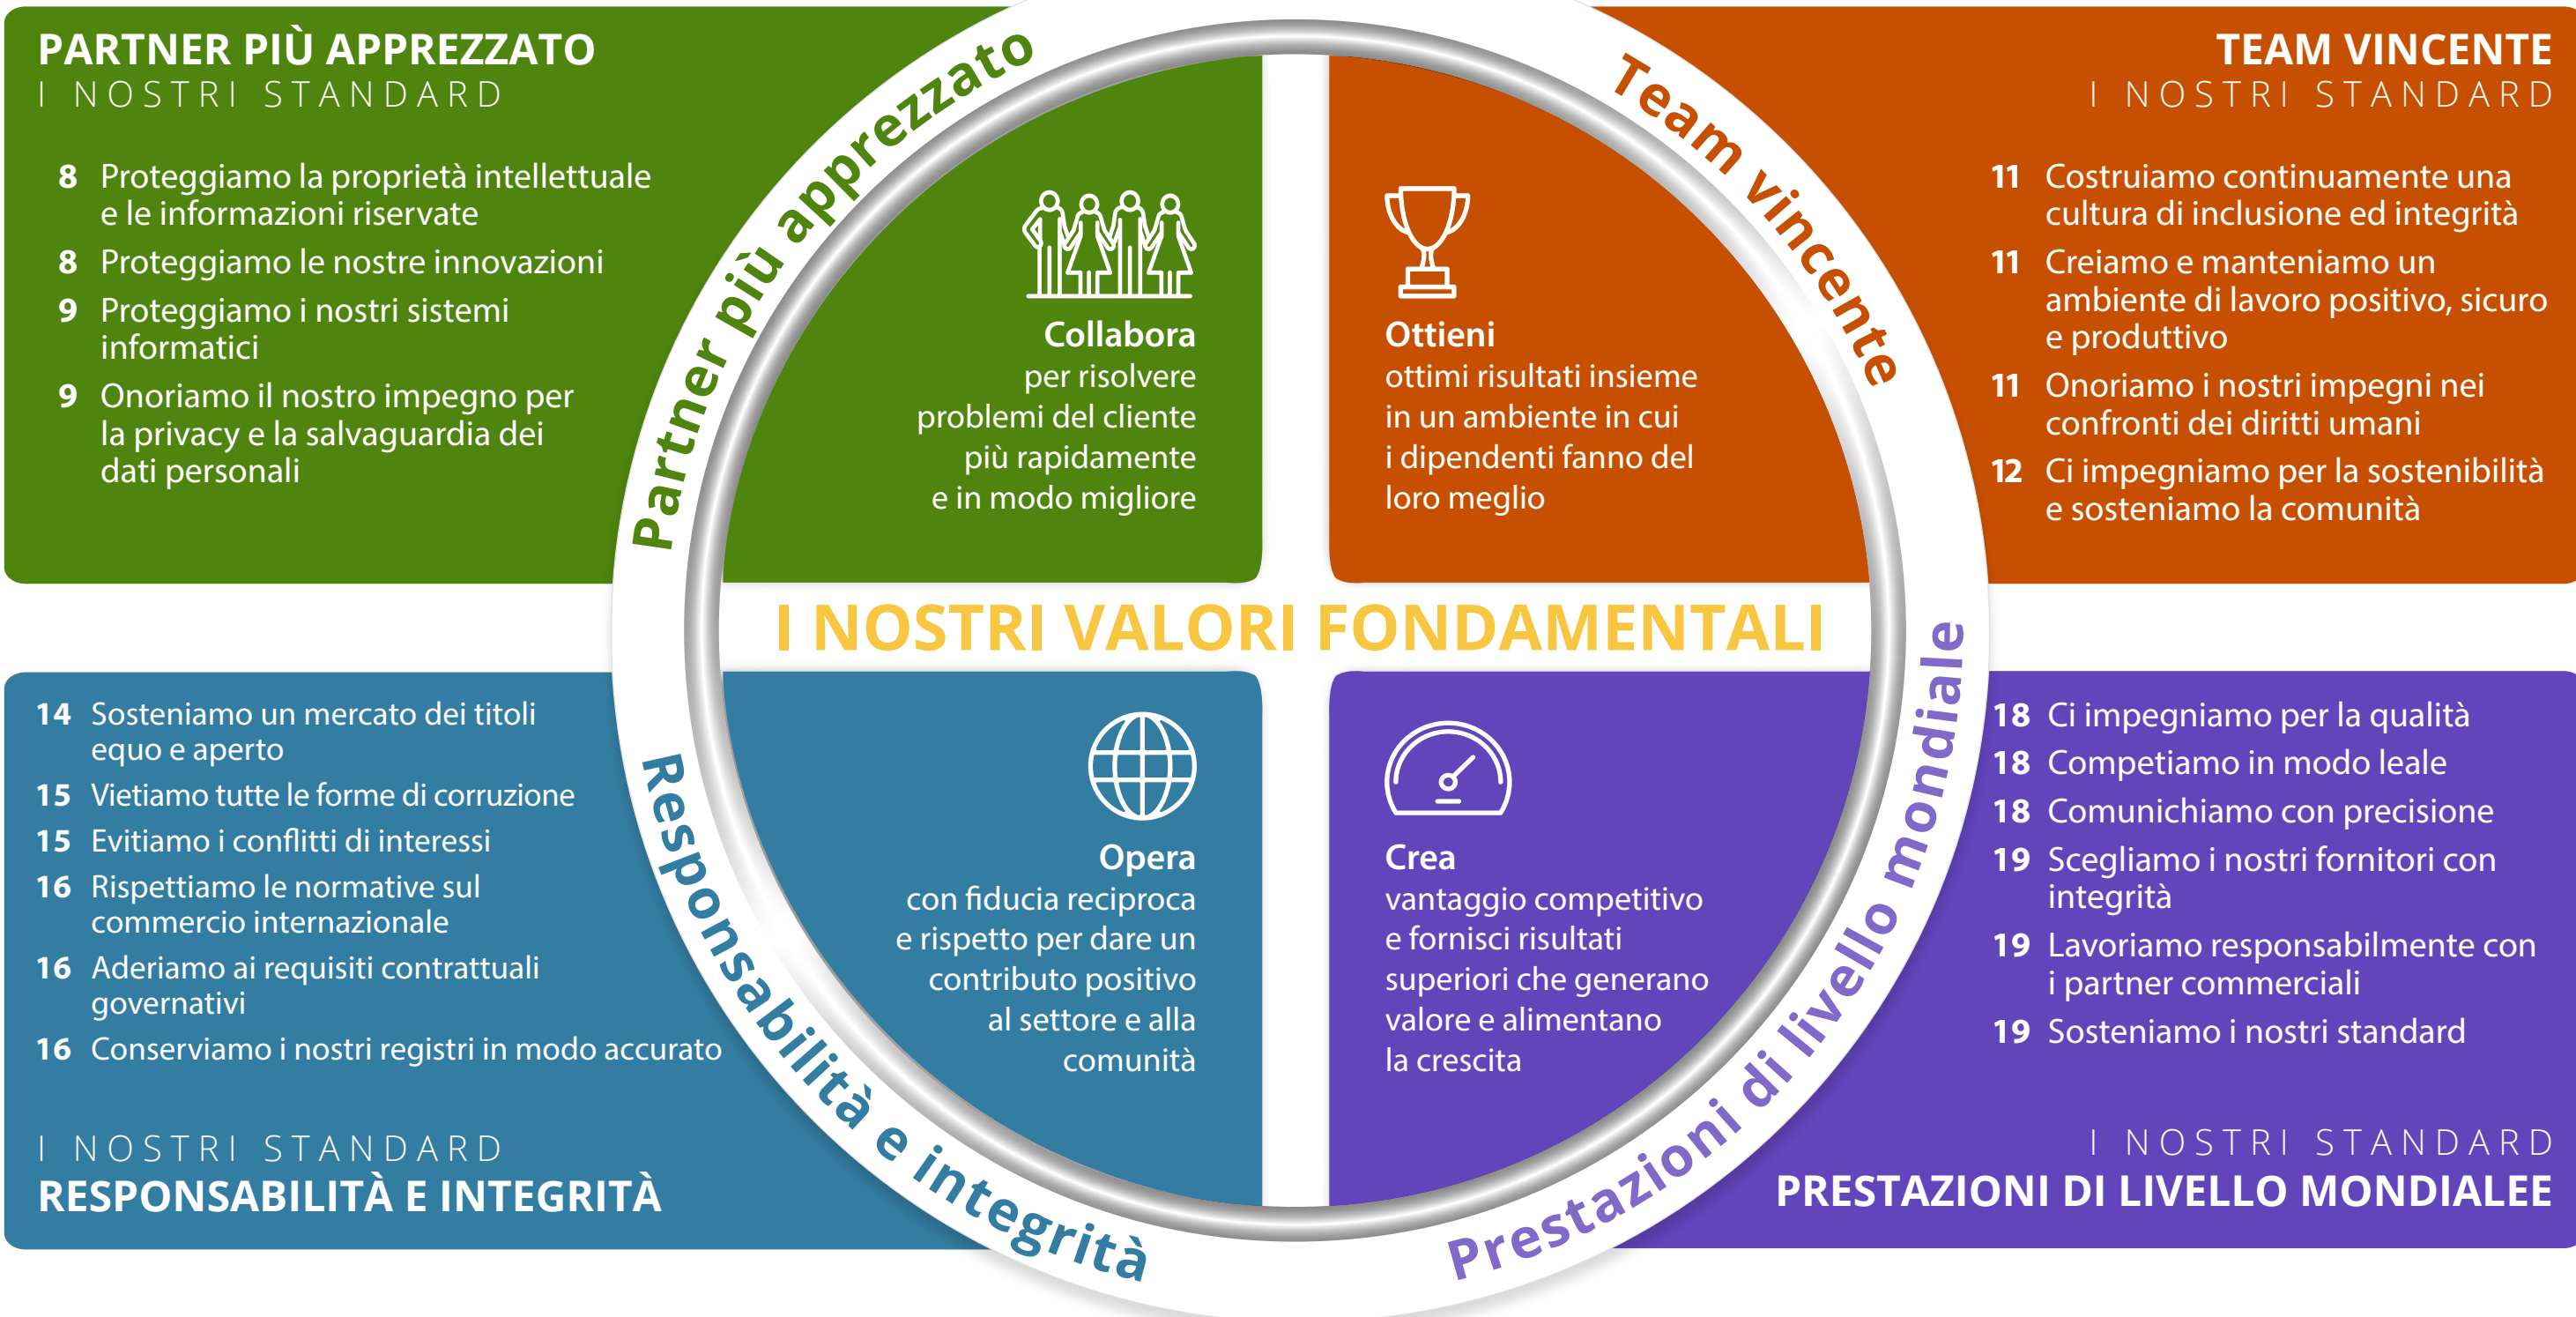 PARTNER PIÙ APPREZZATO
I NOSTRI STANDARD
8 Proteggiamo la proprietà intellettuale
e le informazioni riservate
8 Proteggiamo le nostre innovazioni
9 Proteggiamo i nostri sistemi
informatici
9 Onoriamo il nostro impegno per
la privacy e la salvaguardia dei
dati personali
Partner più apprezzato
Collabora
per risolvere
problemi del cliente
più rapidamente
e in modo migliore
Team vincente
Ottieni
ottimi risultati insieme
in un ambiente in cui
i dipendenti fanno del
loro meglio
TEAM VINCENTE
I NOSTRI STANDARD
11 Costruiamo continuamente una
cultura di inclusione ed integrità
11 Creiamo e manteniamo un
ambiente di lavoro positivo, sicuro
e produttivo
11 Onoriamo i nostri impegni nei
confronti dei diritti umani
12 Ci impegniamo per la sostenibilità
e sosteniamo la comunità
I NOSTRI VALORI FONDAMENTALI
14 Sosteniamo un mercato dei titoli
equo e aperto
15 Vietiamo tutte le forme di corruzione
15 Evitiamo i conflitti di interessi
16 Rispettiamo le normative sul
commercio internazionale
16 Aderiamo ai requisiti contrattuali
governativi
16 Conserviamo i nostri registri in modo accurato
I NOSTRI STANDARD
RESPONSABILITÀ E INTEGRITÀ
Responsabilità e integrità
Opera
con fiducia reciproca
e rispetto per dare un
contributo positivo
al settore e alla
comunità
Crea
vantaggio competitivo
e fornisci risultati
superiori che generano
valore e alimentano
la crescita
Prestazioni di livello mondiale
18 Ci impegniamo per la qualità
18 Competiamo in modo leale
18 Comunichiamo con precisione
19 Scegliamo i nostri fornitori con
integrità
19 Lavoriamo responsabilmente con
i partner commerciali
19 Sosteniamo i nostri standard
I NOSTRI STANDARD
PRESTAZIONI DI LIVELLO MONDIALEE